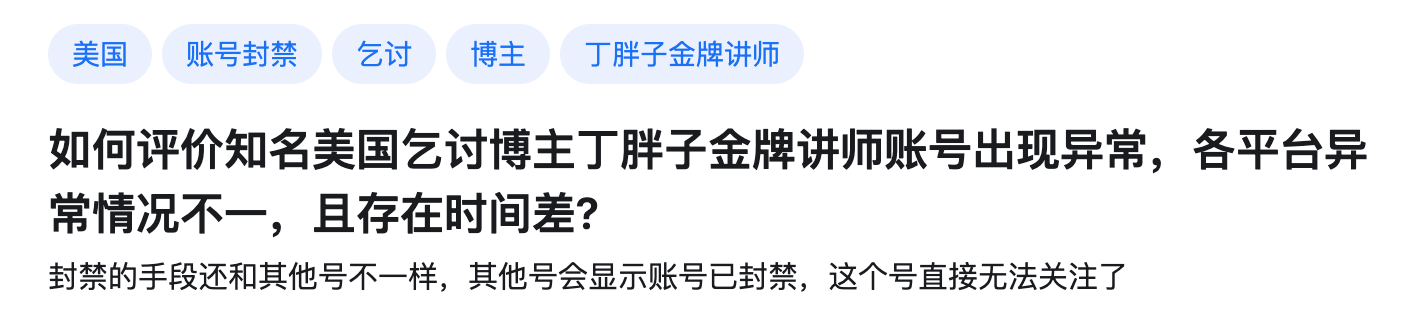 美国 账号封禁 乞讨 博主 丁胖子金牌讲师
如何评价知名美国乞讨博主丁胖子金牌讲师账号出现异常，各平台异
常情况不一，且存在时间差?
封禁的手段还和其他号不一样，其他号会显示账号已封禁，这个号直接无法关注了